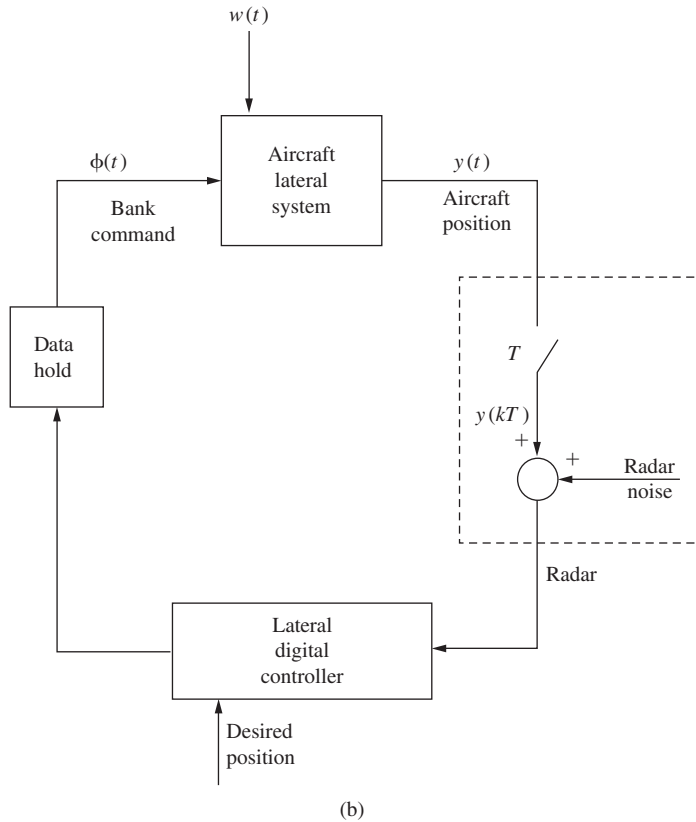 w(t)
Aircraft
lateral
system
ϕ(t)
Bank
command
y(t)
Aircraft
position
Data
hold
T
y(kT)
+
+
Radar
noise
Radar
Lateral
digital
controller
Desired
position
(b)